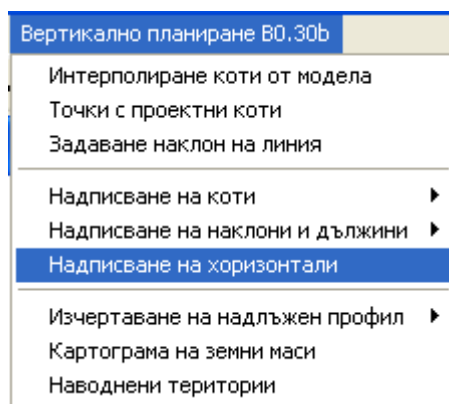 Вертикално планиране B0.30b
Интерполиране коти от модела
Точки с проектни коти
Задаване наклон на линия
Надписване на коти
Надписване на наклони и дължини
Надписване на хоризонтали
Изчертаване на надлъжен профил
Картограма на земни маси
Наводнени територии